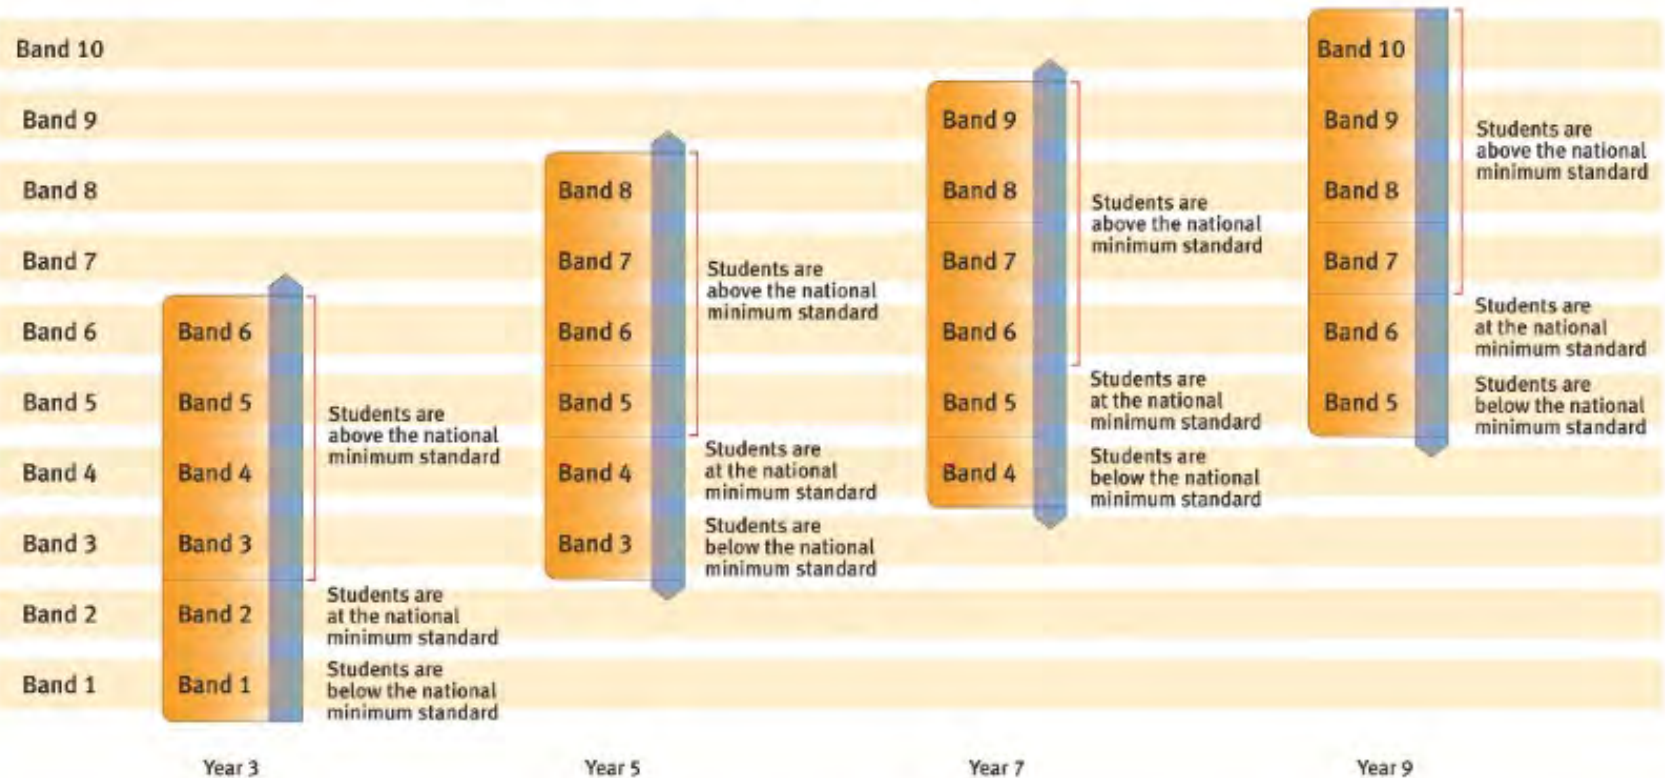 Band 10
Band 9
Band 8
Band 7
Band 6
Band 5
Band 4
Band 3
Band 2
Band 1
Band 6
Band 5
Band 4
Band 3
Band 2
Band 1
Students are
above the national
minimum standard
Students are
at the national
minimum standard
Students are
below the national
minimum standard
Year 3
Band 8
Band 7
Band 6
Band 5
Band 4
Band 3
Students are
above the national
minimum standard
Students are
at the national
minimum standard
Students are
below the national
minimum standard
Year 5
Band 9
Band 8
Band 7
Band 6
Band 5
Band 4
Students are
above the national
minimum standard
Students are
at the national
minimum standard
Students are
below the national
minimum standard
Year 7
Band 10
Band 9
Band 8
Band 7
Band 6
Band 5
Students are
above the national
minimum standard
Students are
at the national
minimum standard
Students are
below the national
minimum standard
Year 9